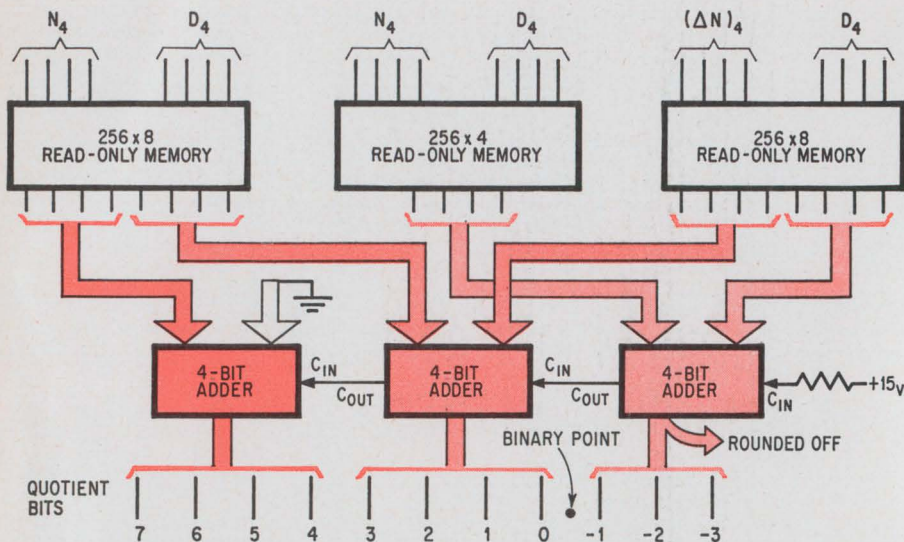 N4 D4 N4 D4 (ΔN)4 D4
256 x 8
READ-ONLY MEMORY
256 x 4
READ-ONLY MEMORY
256 x 8
READ-ONLY MEMORY
4-BIT
ADDER
CIN
COUT
4-BIT
ADDER
CIN
COUT
4-BIT
ADDER
CIN
+15V
BINARY POINT
ROUNDED OFF
QUOTIENT
BITS
7 6 5 4 3 2 1 0 -1 -2 -3